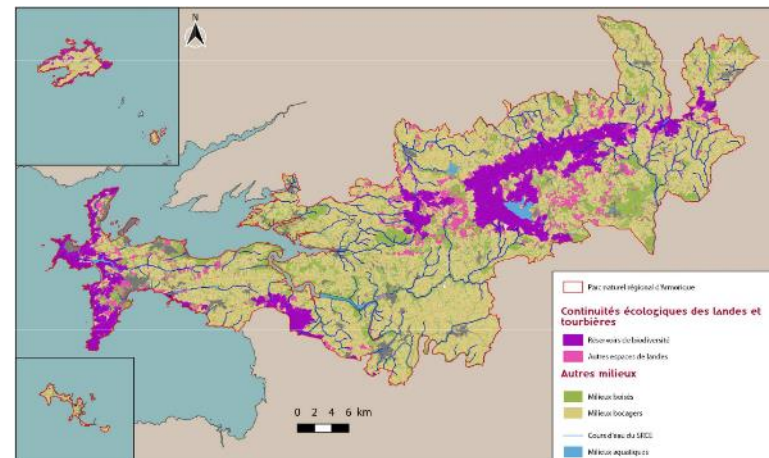 N
0 2 4 6 km
Parc naturel régional d'Armorique
Continuités écologiques des landes et
tourbières
Réservoirs de biodiversité
Autres espaces de landes
Autres milieux
Milieux boisés
Milieux bocagers
Cours d'eau du SRCE
Milieux aquatiques